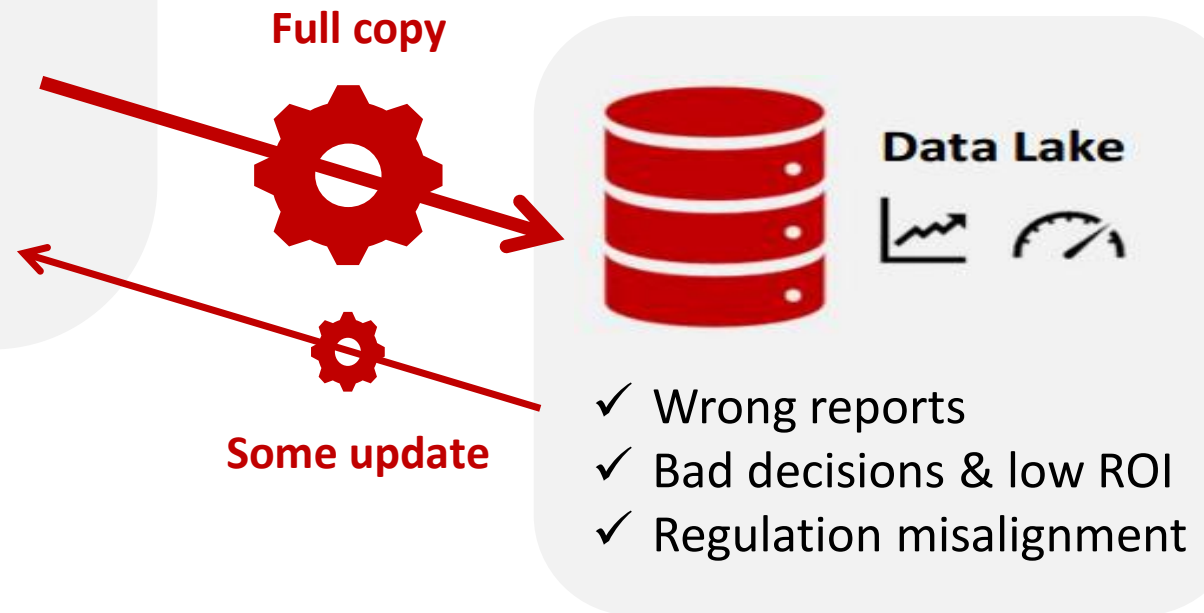 Full copy
Data Lake
Some update
✓ Wrong reports
✓ Bad decisions & low ROI
✓ Regulation misalignment